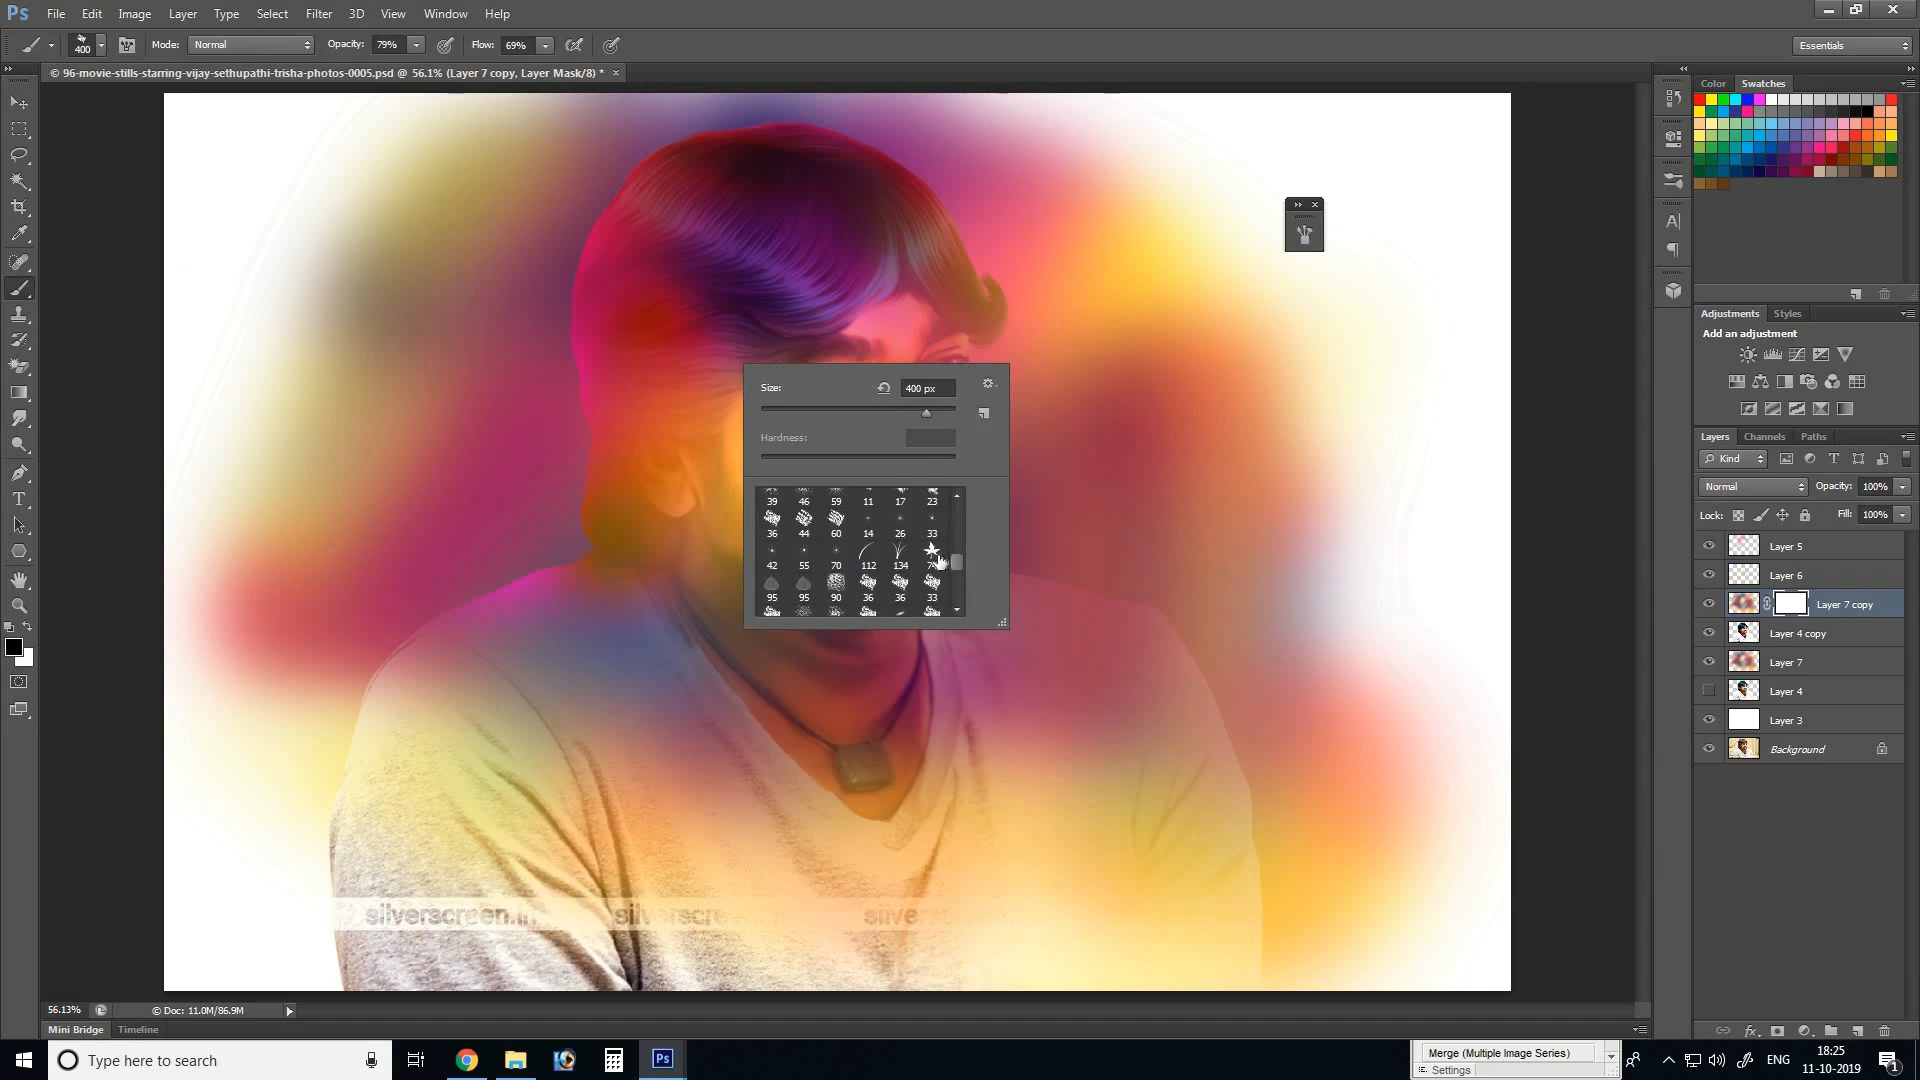 Ps File Edit Image Layer Type Select Filter 3D View Window Help
400 Mode: Normal Opacity: 79% Flow: 69% Essentials
© 96-movie-stills-starring-vijay-sethupathi-trisha-photos-0005.psd @ 56.1% (Layer 7 copy, Layer Mask/8) * ×
Color Swatches
Adjustments Styles
Add an adjustment
Size: 400 px
Hardness:
39 46 59 11 17 23
36 44 60 14 26 33
42 55 70 112 134
95 95 90 36 36 33
Layers Channels Paths
Kind
Normal Opacity: 100%
Lock: Fill: 100%
Layer 5
Layer 6
Layer 7 copy
Layer 4 copy
Layer 7
Layer 4
Layer 3
Background
silverscreen.in silverscre silvers
56.13% © Doc: 11.0M/86.9M
Mini Bridge Timeline
Type here to search
Ps
Merge (Multiple Image Series)
Settings
ENG
18:25
11-10-2019
1